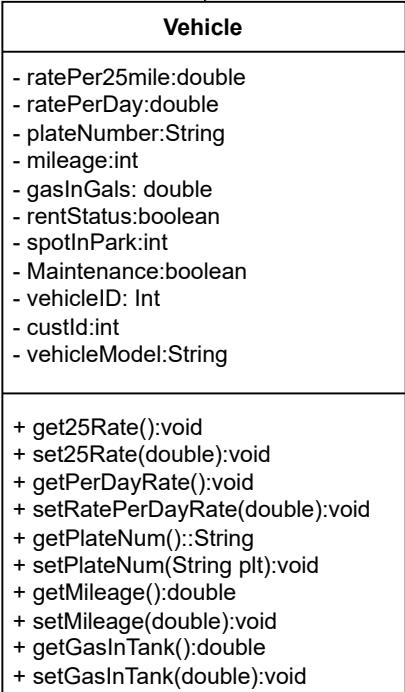 Vehicle
- ratePer25mile:double
- ratePerDay:double
- plateNumber:String
- mileage:int
- gasInGals: double
- rentStatus:boolean
- spotInPark:int
- Maintenance:boolean
- vehicleID: Int
- custId:int
- vehicleModel:String
+ get25Rate():void
+ set25Rate(double):void
+ getPerDayRate():void
+ setRatePerDayRate(double):void
+ getPlateNum()::String
+ setPlateNum(String plt):void
+ getMileage():double
+ setMileage(double):void
+ getGasInTank():double
+ setGasInTank(double):void